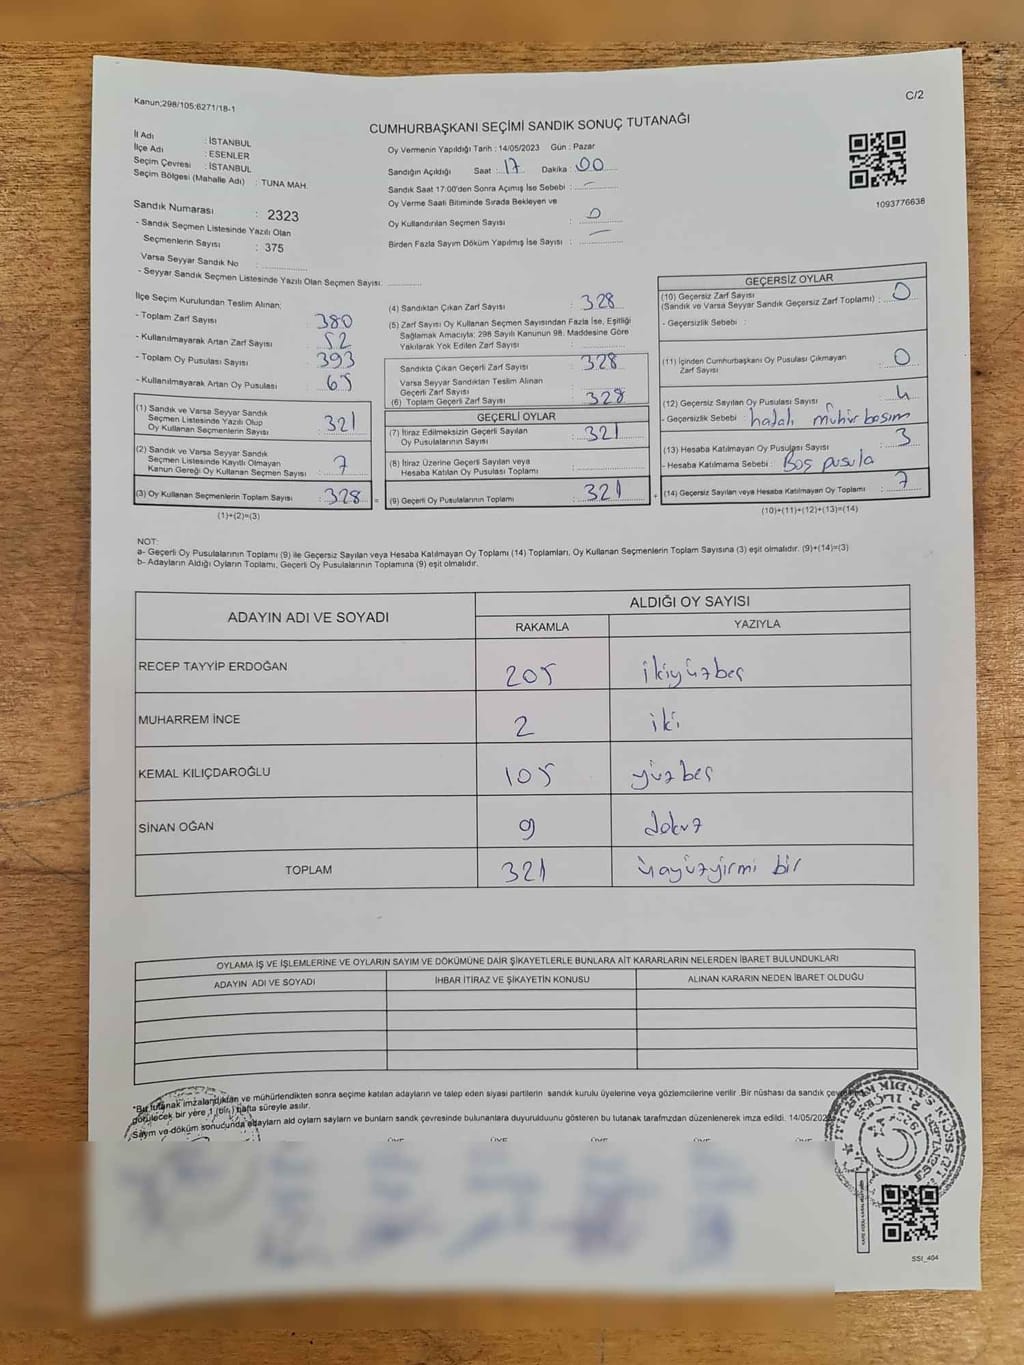 Kanun;298/105;6271/18-1
C/2
CUMHURBAŞKANI SEÇİMİ SANDIK SONUÇ TUTANAĞI
İl Adı : İSTANBUL
İlçe Adı : ESENLER
Seçim Çevresi : İSTANBUL
Seçim Bölgesi (Mahalle Adı) : TUNA MAH.
Sandık Numarası : 2323
- Sandık Seçmen Listesinde Yazılı Olan
Seçmenlerin Sayısı : 375
Varsa Seyyar Sandık No :
- Seyyar Sandık Seçmen Listesinde Yazılı Olan Seçmen Sayısı:
Oy Vermenin Yapıldığı Tarih : 14/05/2023 Gün : Pazar
Sandığın Açıldığı Saat : 17 Dakika : 00
Sandık Saat 17:00'den Sonra Açımış İse Sebebi : –
Oy Verme Saati Bitiminde Sırada Bekleyen ve
Oy Kullandırılan Seçmen Sayısı : 0
Birden Fazla Sayım Döküm Yapılmış İse Sayısı : –
1093776638
İlçe Seçim Kurulundan Teslim Alınan;
- Toplam Zarf Sayısı : 380
- Kullanılmayarak Artan Zarf Sayısı : 52
- Toplam Oy Pusulası Sayısı : 393
- Kullanılmayarak Artan Oy Pusulası : 65
(1) Sandık ve Varsa Seyyar Sandık
Seçmen Listesinde Yazılı Olup
Oy Kullanan Seçmenlerin Sayısı : 321
(2) Sandık ve Varsa Seyyar Sandık
Seçmen Listesinde Kayıtlı Olmayan
Kanun Gereği Oy Kullanan Seçmen Sayısı : 7
(3) Oy Kullanan Seçmenlerin Toplam Sayısı : 328 =
(1)+(2)=(3)
(4) Sandıktan Çıkan Zarf Sayısı : 328
(5) Zarf Sayısı Oy Kullanan Seçmen Sayısından Fazla İse, Eşitliği
Sağlamak Amacıyla; 298 Sayılı Kanunun 98. Maddesine Göre
Yakılarak Yok Edilen Zarf Sayısı :
Sandıkta Çıkan Geçerli Zarf Sayısı : 328
Varsa Seyyar Sandıktan Teslim Alınan
Geçerli Zarf Sayısı :
(6) Toplam Geçerli Zarf Sayısı : 328
GEÇERLİ OYLAR
(7) İtiraz Edilmeksizin Geçerli Sayılan
Oy Pusulalarının Sayısı : 321
(8) İtiraz Üzerine Geçerli Sayılan veya
Hesaba Katılan Oy Pusulası Toplamı :
(9) Geçerli Oy Pusulalarının Toplamı : 321 +
GEÇERSİZ OYLAR
(10) Geçersiz Zarf Sayısı
(Sandık ve Varsa Seyyar Sandık Geçersiz Zarf Toplamı) : 0
- Geçersizlik Sebebi :
(11) İçinden Cumhurbaşkanı Oy Pusulası Çıkmayan
Zarf Sayısı : 0
(12) Geçersiz Sayılan Oy Pusulası Sayısı : 4
- Geçersizlik Sebebi : hatalı mühür basım
(13) Hesaba Katılmayan Oy Pusulası Sayısı : 3
- Hesaba Katılmama Sebebi : Boş pusula
(14) Geçersiz Sayılan veya Hesaba Katılmayan Oy Toplamı : 7
(10)+(11)+(12)+(13)=(14)
NOT:
a- Geçerli Oy Pusulalarının Toplamı (9) ile Geçersiz Sayılan veya Hesaba Katılmayan Oy Toplamı (14) Toplamları, Oy Kullanan Seçmenlerin Toplam Sayısına (3) eşit olmalıdır. (9)+(14)=(3)
b- Adayların Aldığı Oyların Toplamı, Geçerli Oy Pusulalarının Toplamına (9) eşit olmalıdır.
ADAYIN ADI VE SOYADI ALDIĞI OY SAYISI
RAKAMLA YAZIYLA
RECEP TAYYİP ERDOĞAN 205 ikiyüzbeş
MUHARREM İNCE 2 iki
KEMAL KILIÇDAROĞLU 105 yüzbeş
SİNAN OĞAN 9 dokuz
TOPLAM 321 üçyüzyirmi bir
OYLAMA İŞ VE İŞLEMLERİNE VE OYLARIN SAYIM VE DÖKÜMÜNE DAİR ŞİKAYETLERLE BUNLARA AİT KARARLARIN NELERDEN İBARET BULUNDUKLARI
ADAYIN ADI VE SOYADI İHBAR İTİRAZ VE ŞİKAYETİN KONUSU ALINAN KARARIN NEDEN İBARET OLDUĞU
*Bu tutanak imzalandıktan ve mühürlendikten sonra seçime katılan adayların ve talep eden siyasi partilerin sandık kurulu üyelerine ve gözlemcilerine verilir .Bir nüshası da sandık
görülecek bir yere 1 (bir ) hafta süreyle asılır.
Sayım ve döküm sonucunda adayların aldığı oyların sayıları ve bunların sandık çevresinde bulunanlara duyurulduğunu gösteren bu tutanak tarafımızdan düzenlenerek imza edildi. 14/05/202
SSI_404